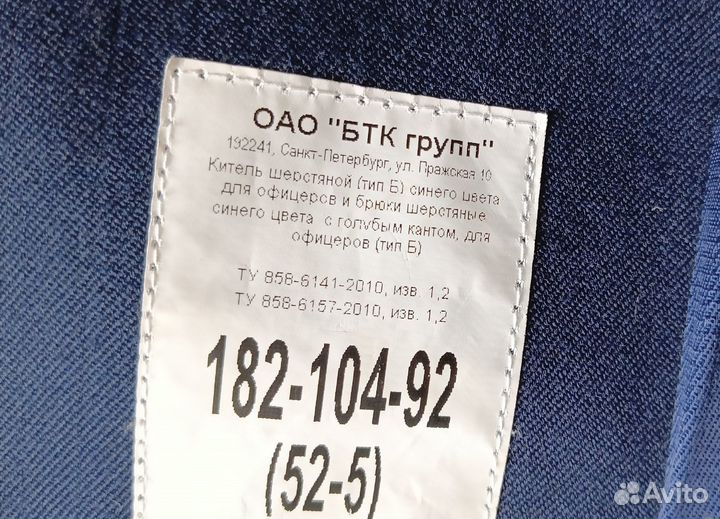 ОАО "БТК групп"
192241, Санкт-Петербург, ул. Пражская 10
Китель шерстяной (тип Б) синего цвета
для офицеров и брюки шерстяные
синего цвета с голубым кантом, для
офицеров (тип Б)
ТУ 858-6141-2010, изв. 1,2
ТУ 858-6157-2010, изв. 1,2
182-104-92
(52-5)
Avito